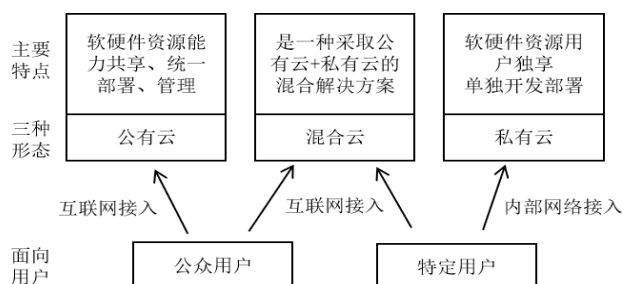 主要
特点
软硬件资源能
力共享、统一
部署、管理
是一种采取公
有云+私有云的
混合解决方案
软硬件资源用
户独享
单独开发部署
三种
形态
公有云
混合云
私有云
互联网接入
互联网接入
内部网络接入
面向
用户
公众用户
特定用户